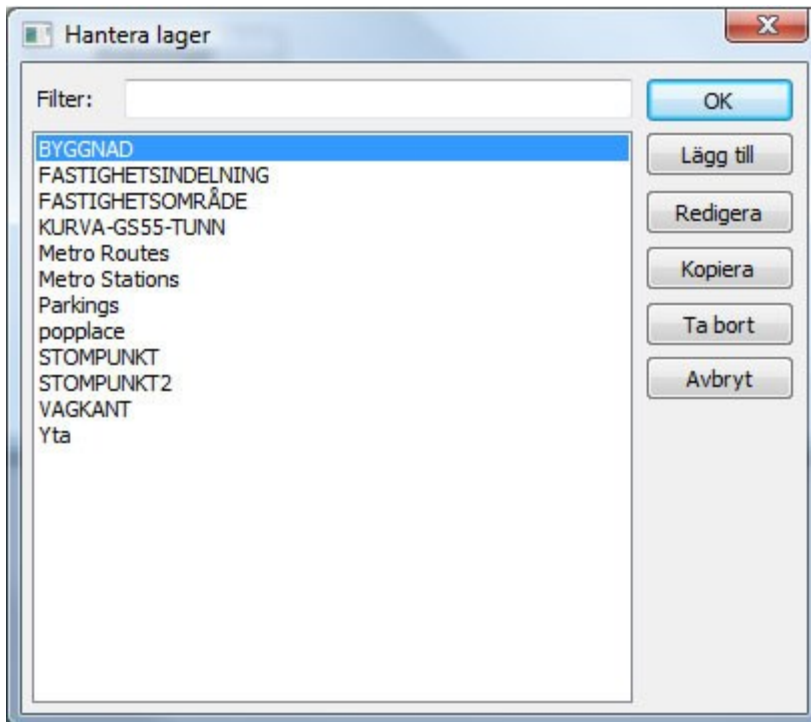 Hantera lager
Filter:
OK
BYGGNAD
FASTIGHETSINDELNING
FASTIGHETSOMRÅDE
KURVA-GS55-TUNN
Metro Routes
Metro Stations
Parkings
popplace
STOMPUNKT
STOMPUNKT2
VAGKANT
Yta
Lägg till
Redigera
Kopiera
Ta bort
Avbryt